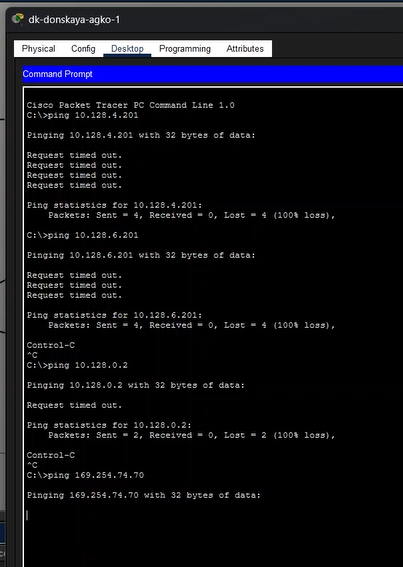 dk-donskaya-agko-1
Physical Config Desktop Programming Attributes
Command Prompt
Cisco Packet Tracer PC Command Line 1.0
C:\>ping 10.128.4.201
Pinging 10.128.4.201 with 32 bytes of data:
Request timed out.
Request timed out.
Request timed out.
Request timed out.
Ping statistics for 10.128.4.201:
Packets: Sent = 4, Received = 0, Lost = 4 (100% loss),
C:\>ping 10.128.6.201
Pinging 10.128.6.201 with 32 bytes of data:
Request timed out.
Request timed out.
Request timed out.
Ping statistics for 10.128.6.201:
Packets: Sent = 4, Received = 0, Lost = 4 (100% loss),
Control-C
^C
C:\>ping 10.128.0.2
Pinging 10.128.0.2 with 32 bytes of data:
Request timed out.
Ping statistics for 10.128.0.2:
Packets: Sent = 2, Received = 0, Lost = 2 (100% loss),
Control-C
^C
C:\>ping 169.254.74.70
Pinging 169.254.74.70 with 32 bytes of data: